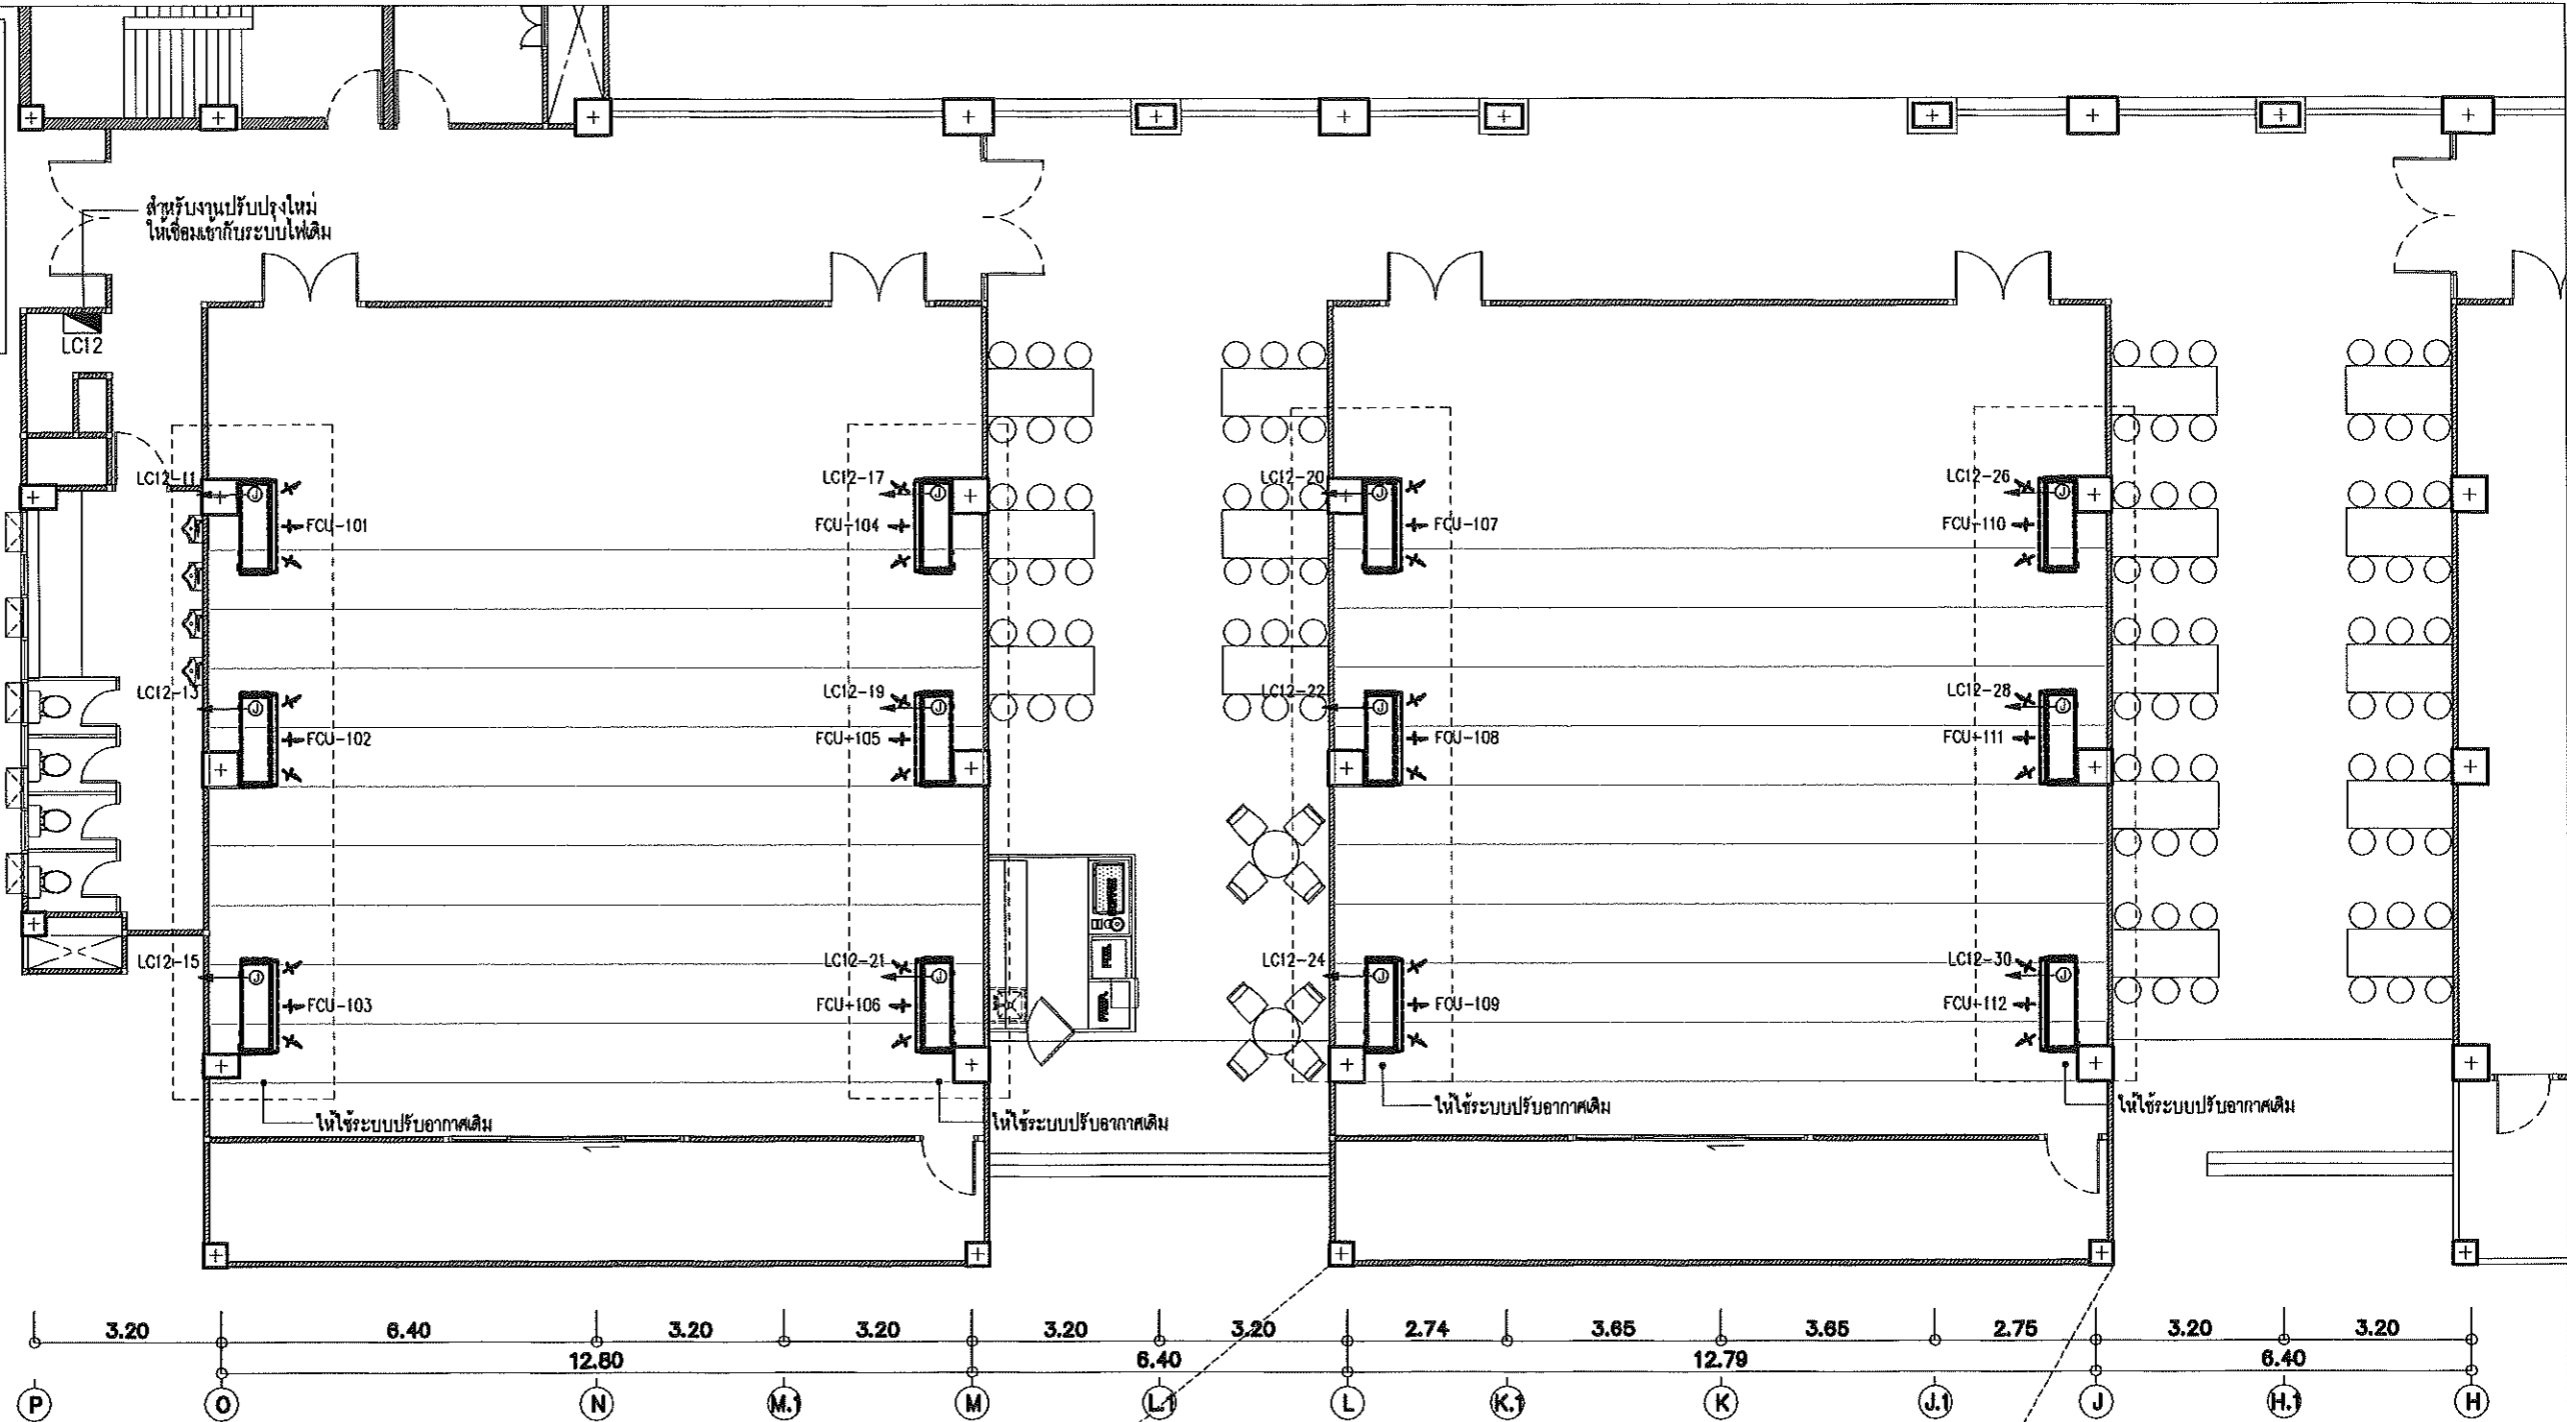 สำหรับงานปรับปรุงใหม่
ให้เชื่อมเข้ากับระบบไฟเดิม
LC12
LC12-11
LC12-17
LC12-20
LC12-26
FCU-101
FCU-104
FCU-107
FCU-110
LC12-13
LC12-19
LC12-22
LC12-28
FCU-102
FCU-105
FCU-108
FCU-111
LC12-15
LC12-21
LC12-24
LC12-30
FCU-103
FCU-106
FCU-109
FCU-112
J J J J
J J J J
J J J J
ให้ใช้ระบบปรับอากาศเดิม
ให้ใช้ระบบปรับอากาศเดิม
ให้ใช้ระบบปรับอากาศเดิม
ให้ใช้ระบบปรับอากาศเดิม
3.20 6.40 3.20 3.20 3.20 3.20 2.74 3.65 3.65 2.75 3.20 3.20
12.80 6.40 12.79 6.40
P O N M.1 M L.1 L K.1 K J.1 J H.1 H